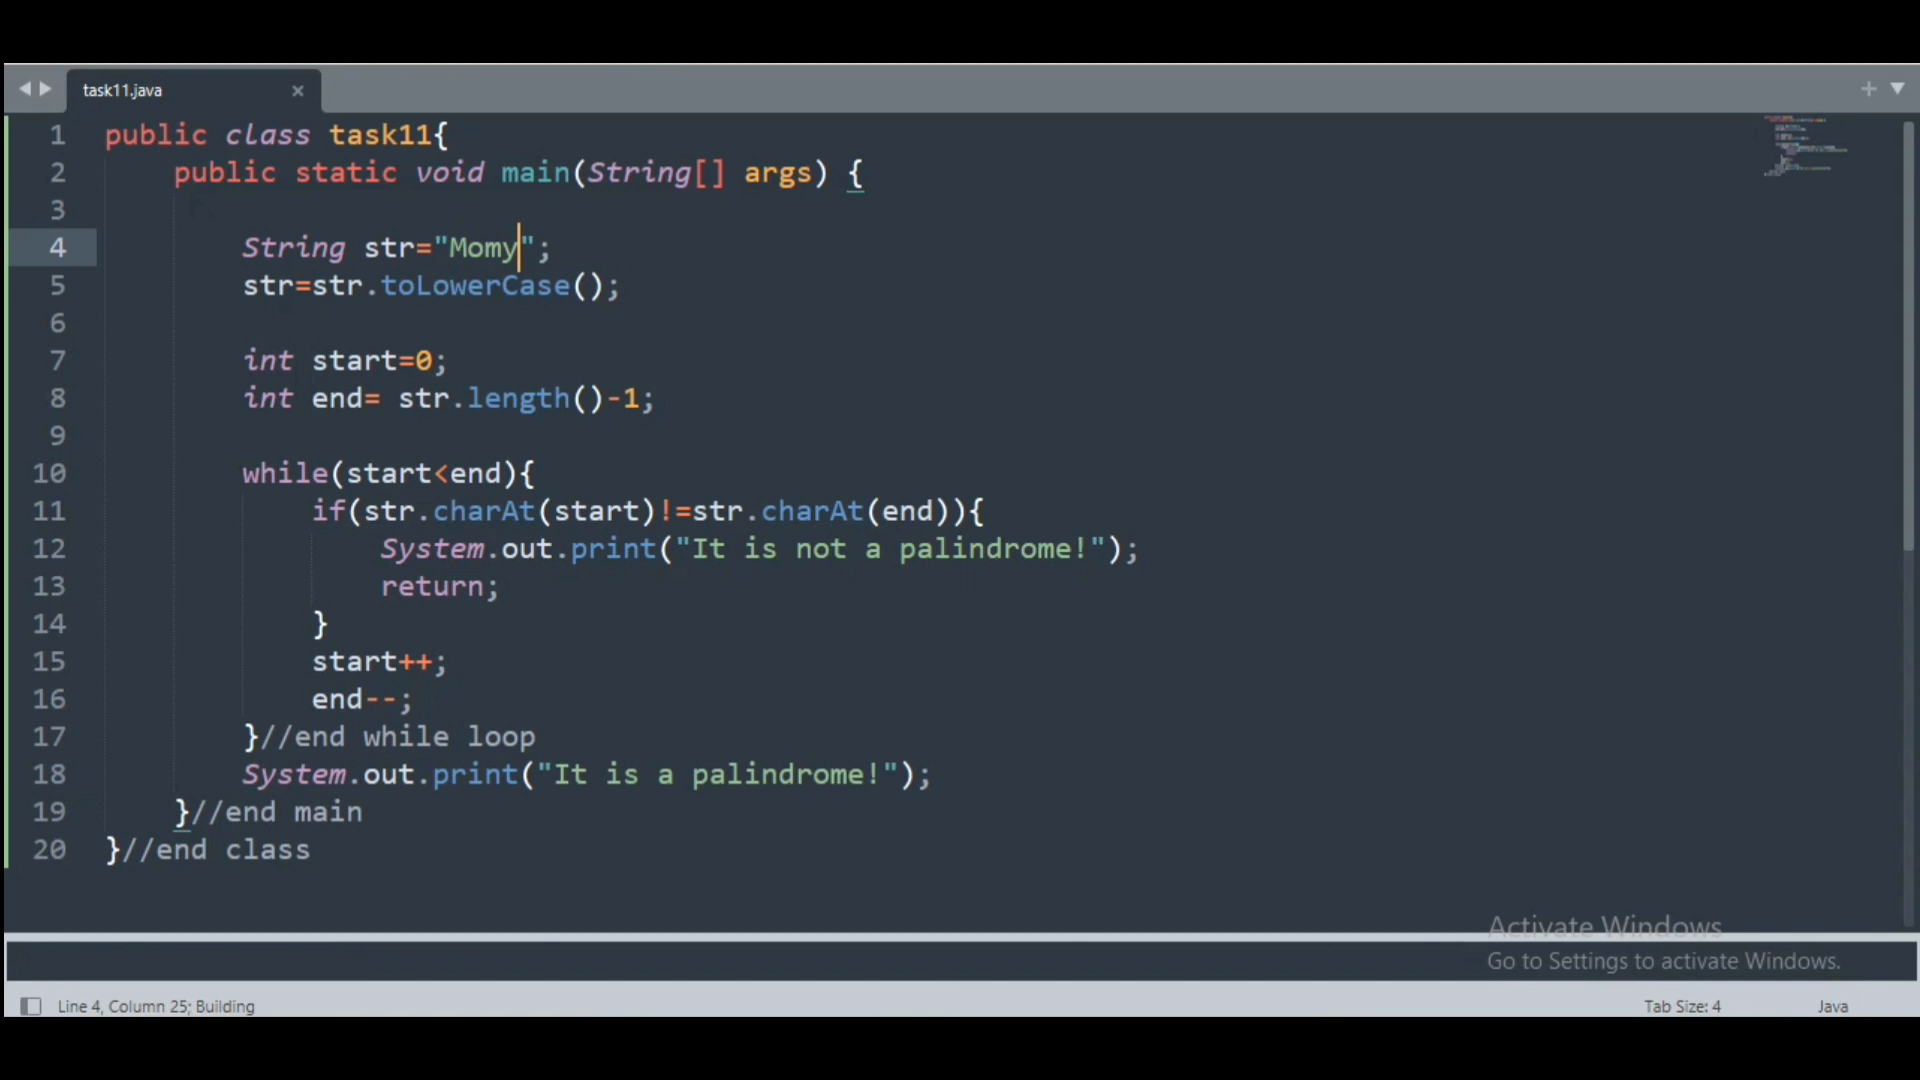 task11.java
1 public class task11{
2 public static void main(String[] args) {
3
4 String str="Momy";
5 str=str.toLowerCase();
6
7 int start=0;
8 int end= str.length()-1;
9
10 while(start<end){
11 if(str.charAt(start)!=str.charAt(end)){
12 System.out.print("It is not a palindrome!");
13 return;
14 }
15 start++;
16 end--;
17 }//end while loop
18 System.out.print("It is a palindrome!");
19 }//end main
20 }//end class
Activate Windows
Go to Settings to activate Windows.
Line 4, Column 25; Building
Tab Size: 4
Java